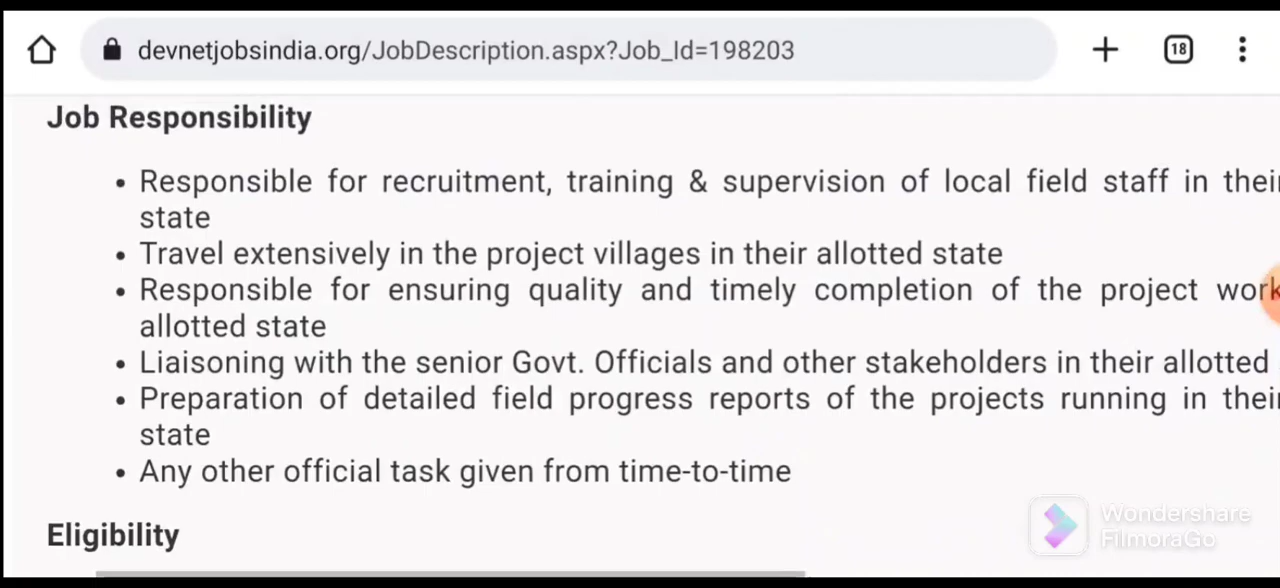 devnetjobsindia.org/JobDescription.aspx?Job_Id=198203
18
Job Responsibility
• Responsible for recruitment, training & supervision of local field staff in their
state
• Travel extensively in the project villages in their allotted state
• Responsible for ensuring quality and timely completion of the project work
allotted state
• Liaisoning with the senior Govt. Officials and other stakeholders in their allotted
• Preparation of detailed field progress reports of the projects running in their
state
• Any other official task given from time-to-time
Eligibility
Wondershare
FilmoraGo